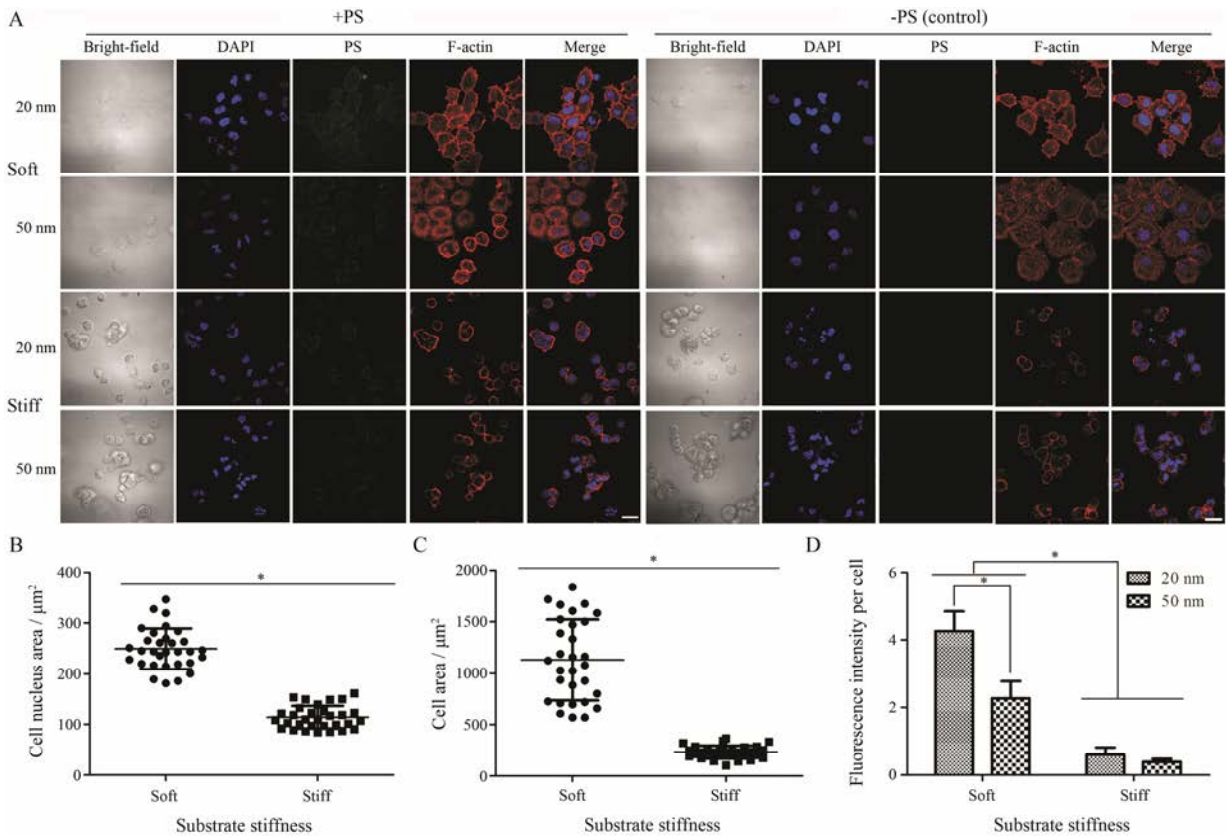 A
+PS
-PS (control)
Bright-field DAPI PS F-actin Merge Bright-field DAPI PS F-actin Merge
20 nm
Soft
50 nm
20 nm
Stiff
50 nm
B
Cell nucleus area / μm²
400
300
200
100
0
*
Soft Stiff
Substrate stiffness
C
Cell area / μm²
2000
1500
1000
500
0
*
Soft Stiff
Substrate stiffness
D
Fluorescence intensity per cell
6
4
2
0
*
*
20 nm
50 nm
Soft Stiff
Substrate stiffness